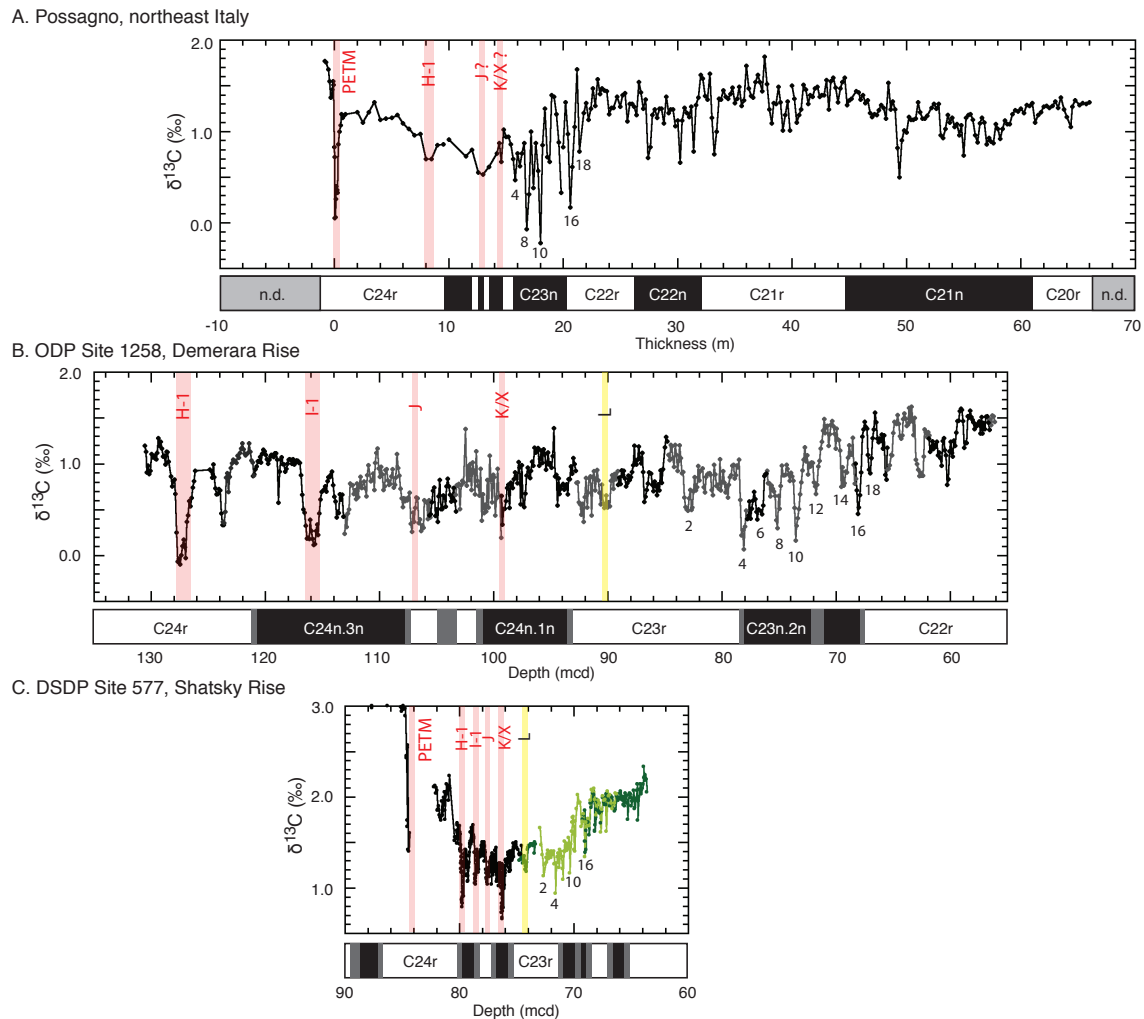 A. Possagno, northeast Italy
2.0
1.0
0.0
δ13C (‰)
PETM
H-1
J ?
K/X ?
4
8
10
16
18
n.d.
C24r
C23n
C22r
C22n
C21r
C21n
C20r
n.d.
-10
0
10
20
30
40
50
60
70
Thickness (m)
B. ODP Site 1258, Demerara Rise
2.0
1.0
0.0
δ13C (‰)
H-1
I-1
J
K/X
L
2
4
6
8
10
12
14
16
18
C24r
C24n.3n
C24n.1n
C23r
C23n.2n
C22r
130
120
110
100
90
80
70
60
Depth (mcd)
C. DSDP Site 577, Shatsky Rise
3.0
2.0
1.0
δ13C (‰)
PETM
H-1
I-1
J
K/X
L
2
4
10
16
C24r
C23r
90
80
70
60
Depth (mcd)